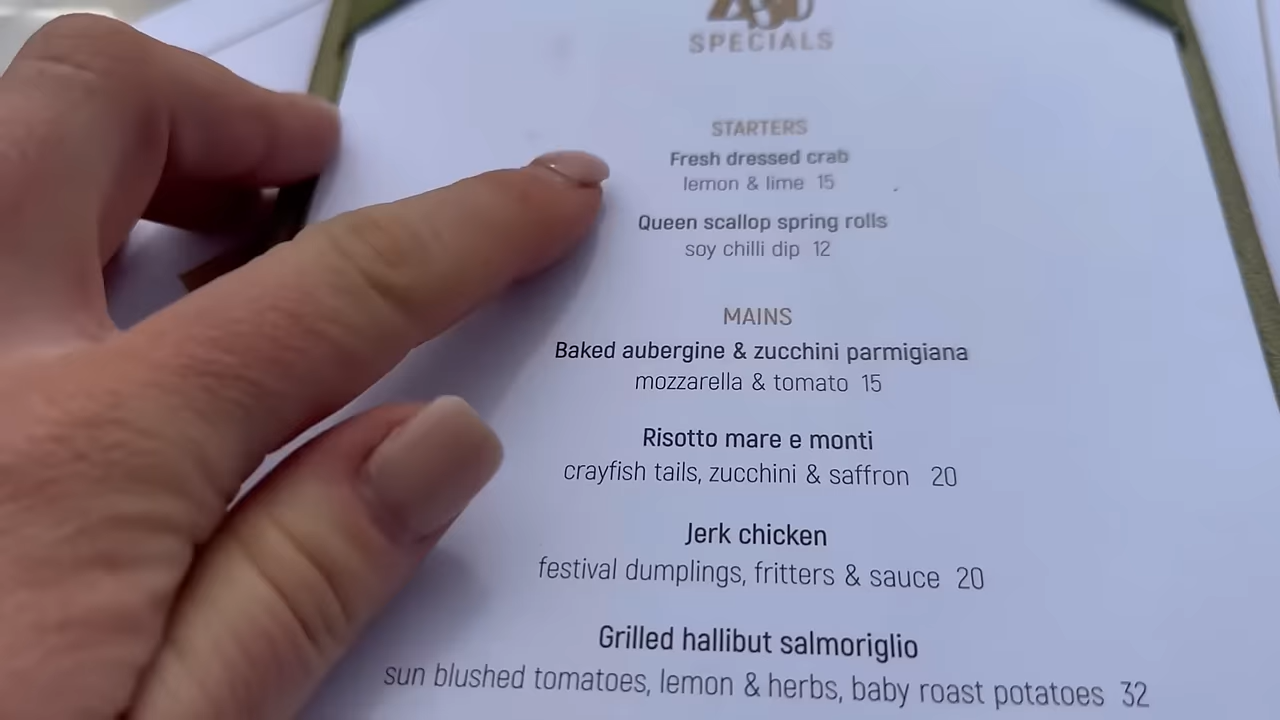 SPECIALS
STARTERS
Fresh dressed crab
lemon & lime 15
Queen scallop spring rolls
soy chilli dip 12
MAINS
Baked aubergine & zucchini parmigiana
mozzarella & tomato 15
Risotto mare e monti
crayfish tails, zucchini & saffron 20
Jerk chicken
festival dumplings, fritters & sauce 20
Grilled hallibut salmoriglio
sun blushed tomatoes, lemon & herbs, baby roast potatoes 32